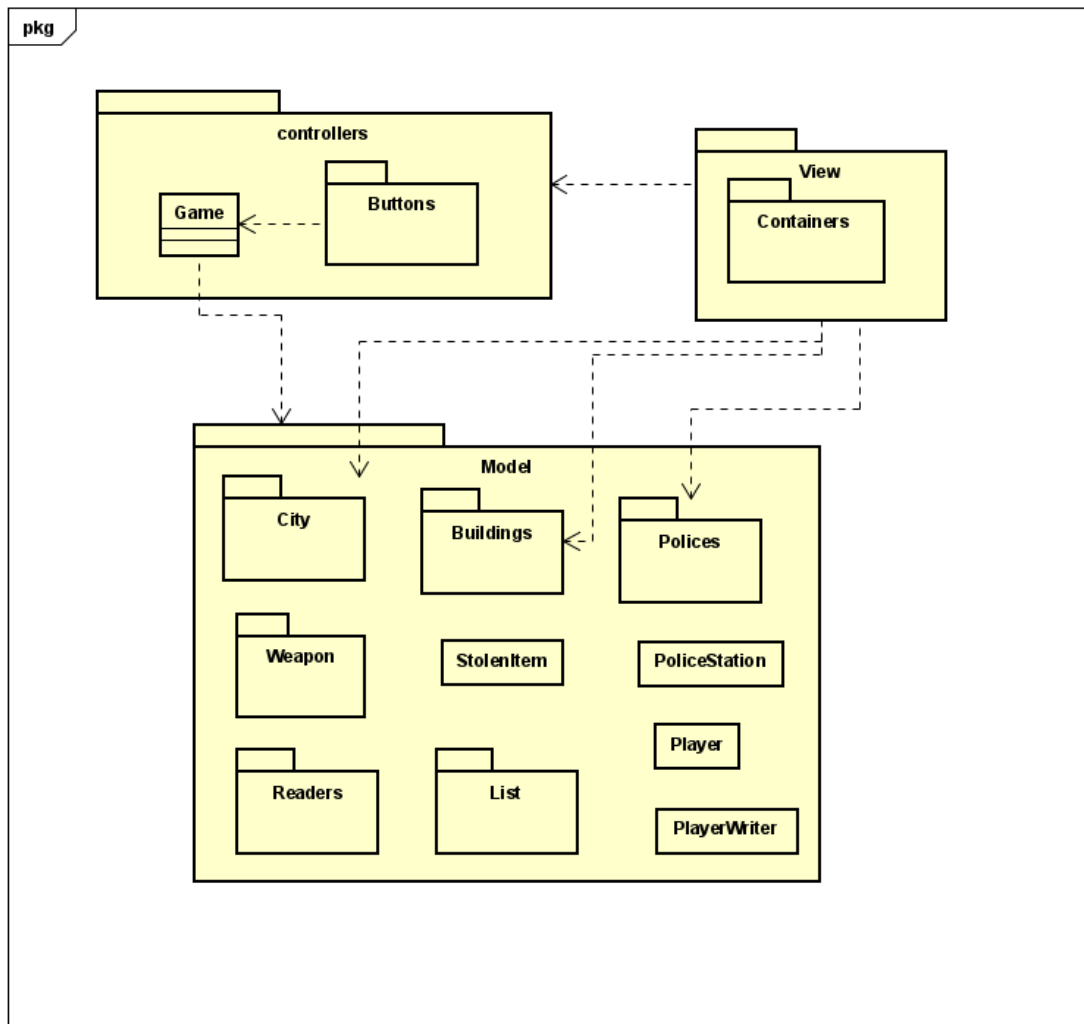 pkg
controllers
Game
Buttons
View
Containers
Model
City
Buildings
Polices
Weapon
StolenItem
PoliceStation
Player
Readers
List
PlayerWriter